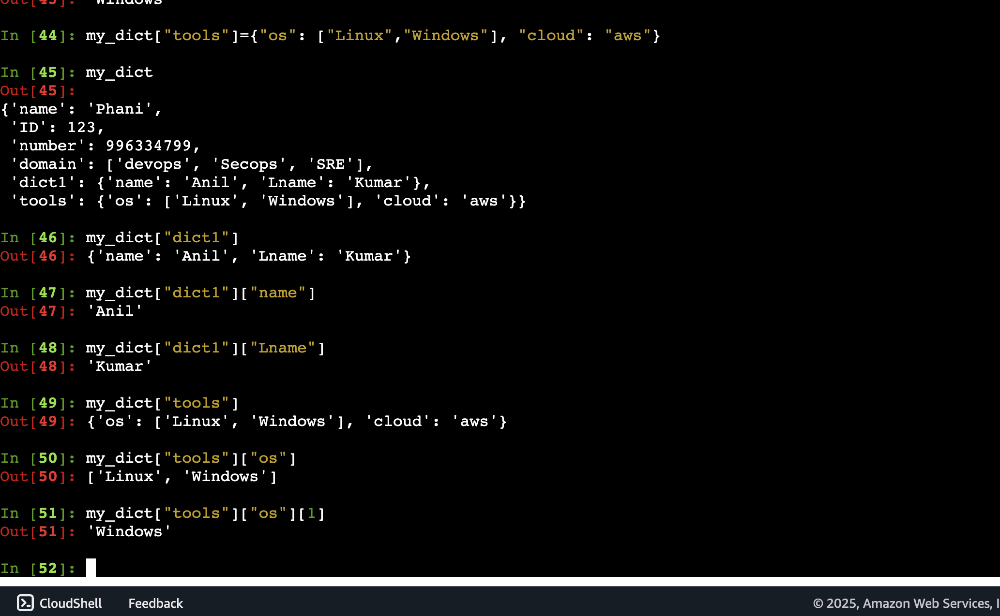 Out[43]: 'Windows'
In [44]: my_dict["tools"]={"os": ["Linux","Windows"], "cloud": "aws"}
In [45]: my_dict
Out[45]:
{'name': 'Phani',
 'ID': 123,
 'number': 996334799,
 'domain': ['devops', 'Secops', 'SRE'],
 'dict1': {'name': 'Anil', 'Lname': 'Kumar'},
 'tools': {'os': ['Linux', 'Windows'], 'cloud': 'aws'}}
In [46]: my_dict["dict1"]
Out[46]: {'name': 'Anil', 'Lname': 'Kumar'}
In [47]: my_dict["dict1"]["name"]
Out[47]: 'Anil'
In [48]: my_dict["dict1"]["Lname"]
Out[48]: 'Kumar'
In [49]: my_dict["tools"]
Out[49]: {'os': ['Linux', 'Windows'], 'cloud': 'aws'}
In [50]: my_dict["tools"]["os"]
Out[50]: ['Linux', 'Windows']
In [51]: my_dict["tools"]["os"][1]
Out[51]: 'Windows'
In [52]:
CloudShell Feedback © 2025, Amazon Web Services, I